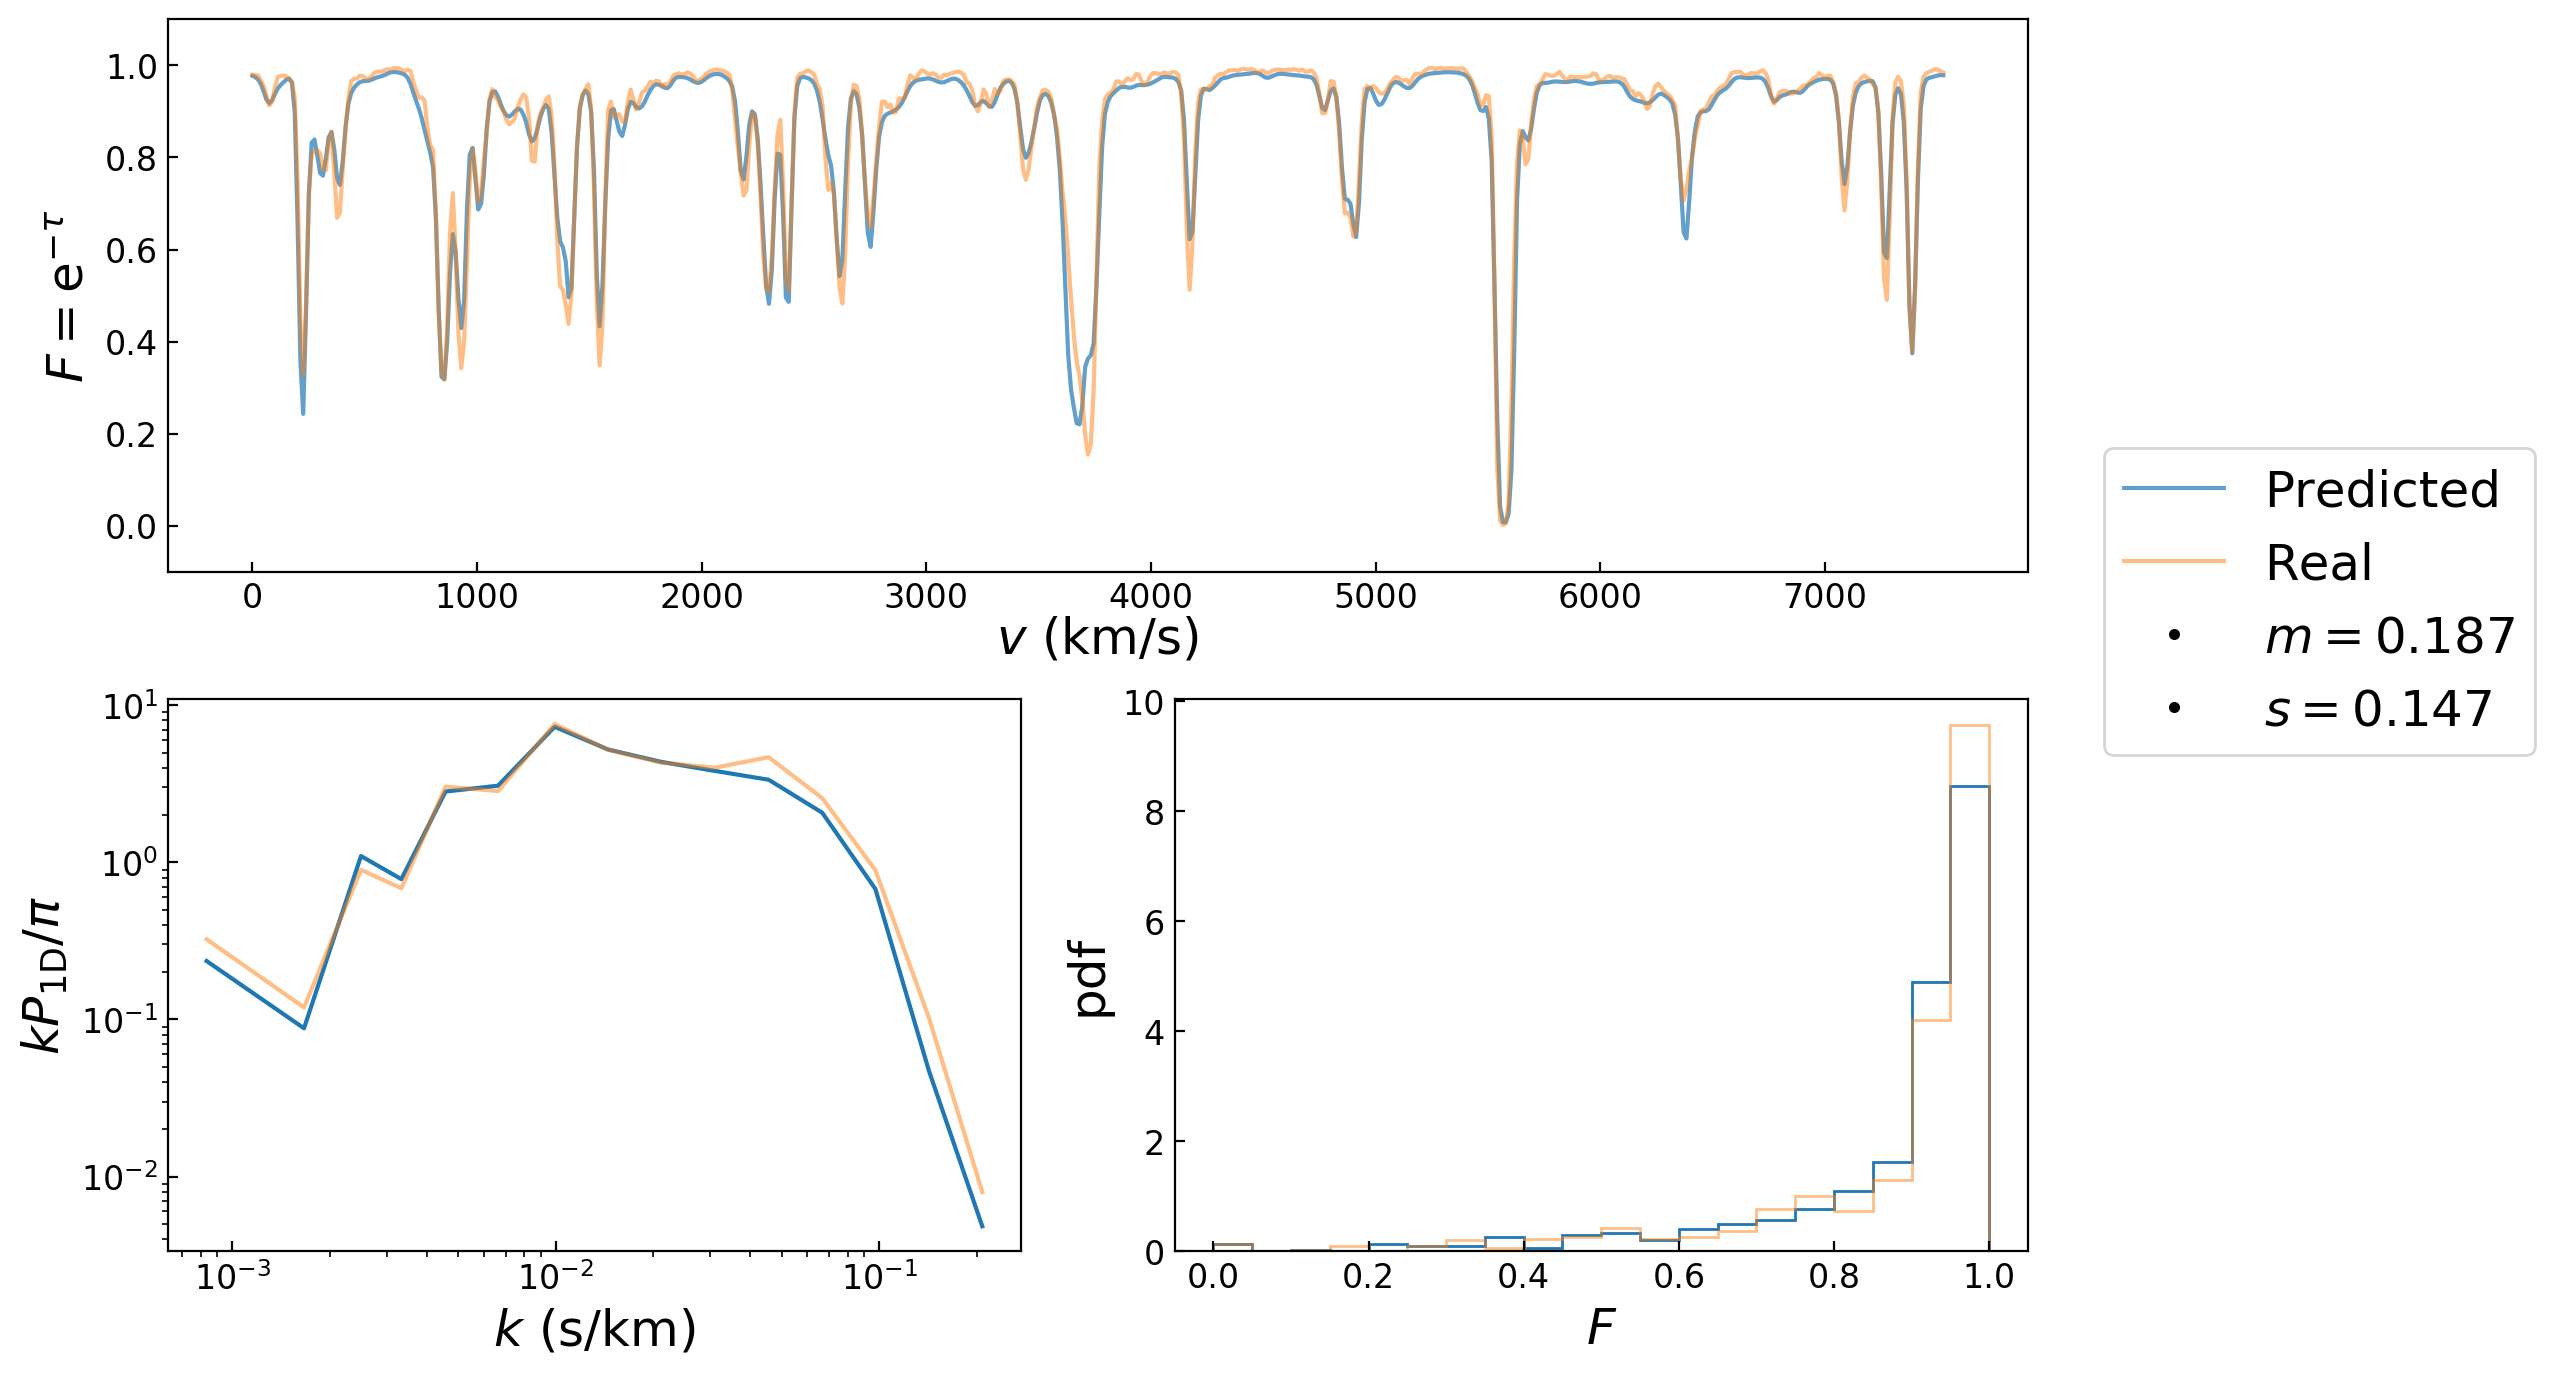 1.0
0.8
0.6
0.4
0.2
0.0
F = e^{−τ}
0 1000 2000 3000 4000 5000 6000 7000
v (km/s)
Predicted
Real
m = 0.187
s = 0.147
10^1
10^0
10^{−1}
10^{−2}
kP_{1D}/π
10^{−3} 10^{−2} 10^{−1}
k (s/km)
10
8
6
4
2
0
pdf
0.0 0.2 0.4 0.6 0.8 1.0
F